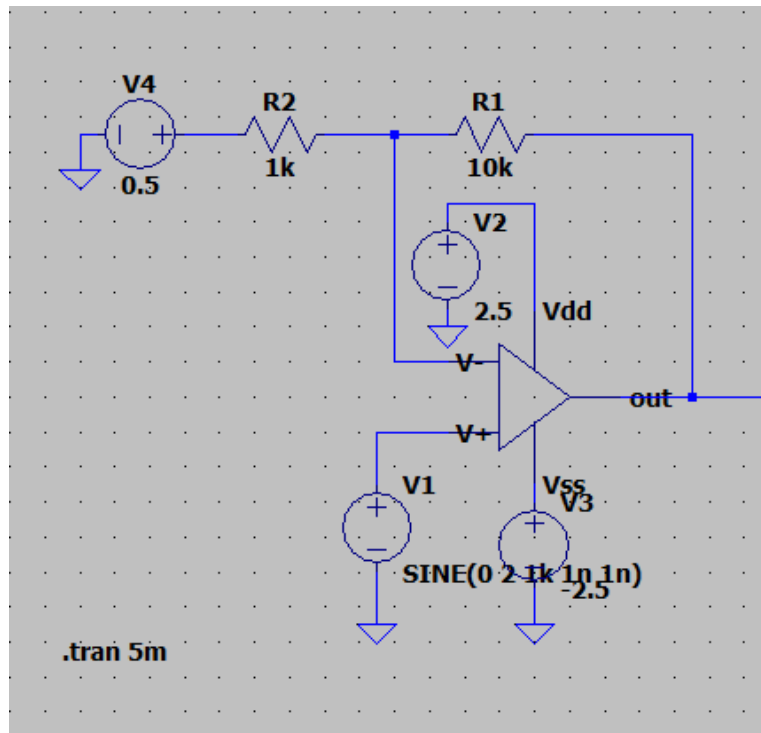 V4
R2
R1
1k
10k
0.5
V2
2.5
Vdd
V-
out
V+
V1
Vss
V3
SINE(0 2 1k 1n 1n)
-2.5
.tran 5m